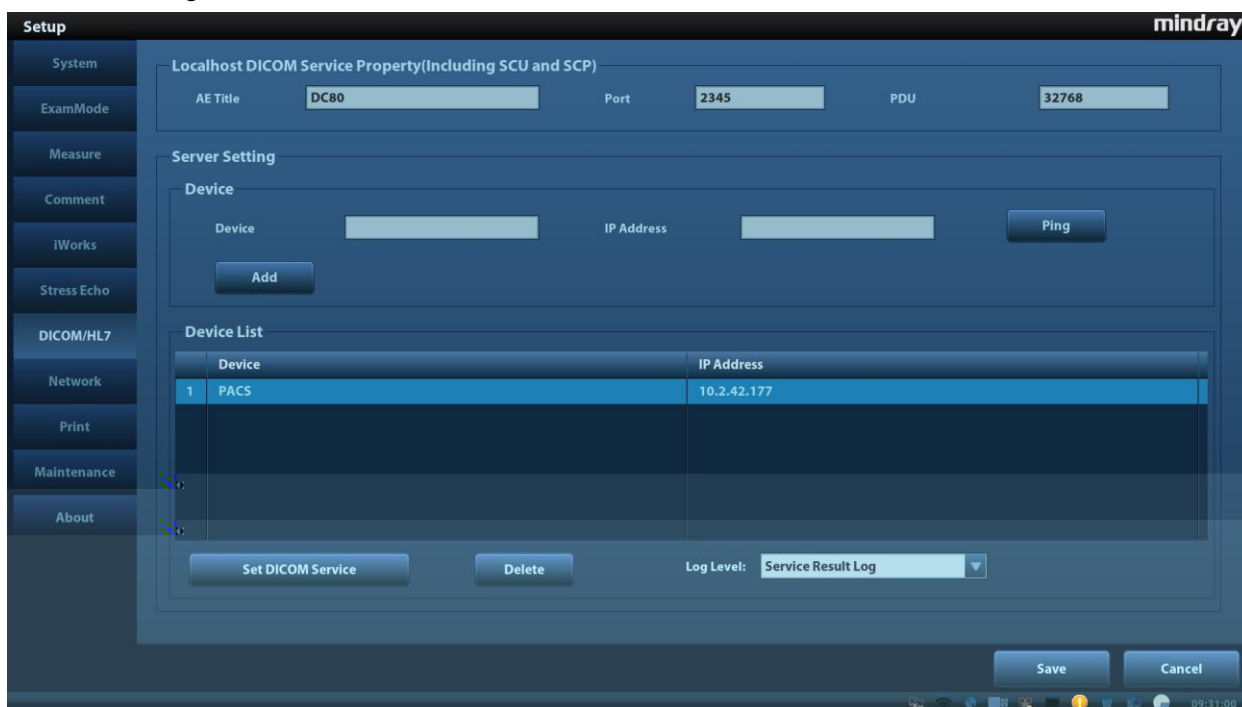 Setup
mindray
System
ExamMode
Measure
Comment
iWorks
Stress Echo
DICOM/HL7
Network
Print
Maintenance
About
Localhost DICOM Service Property(Including SCU and SCP)
AE Title DC80 Port 2345 PDU 32768
Server Setting
Device
Device IP Address Ping
Add
Device List
Device IP Address
1 PACS 10.2.42.177
Set DICOM Service Delete Log Level: Service Result Log
Save Cancel
09:31:00